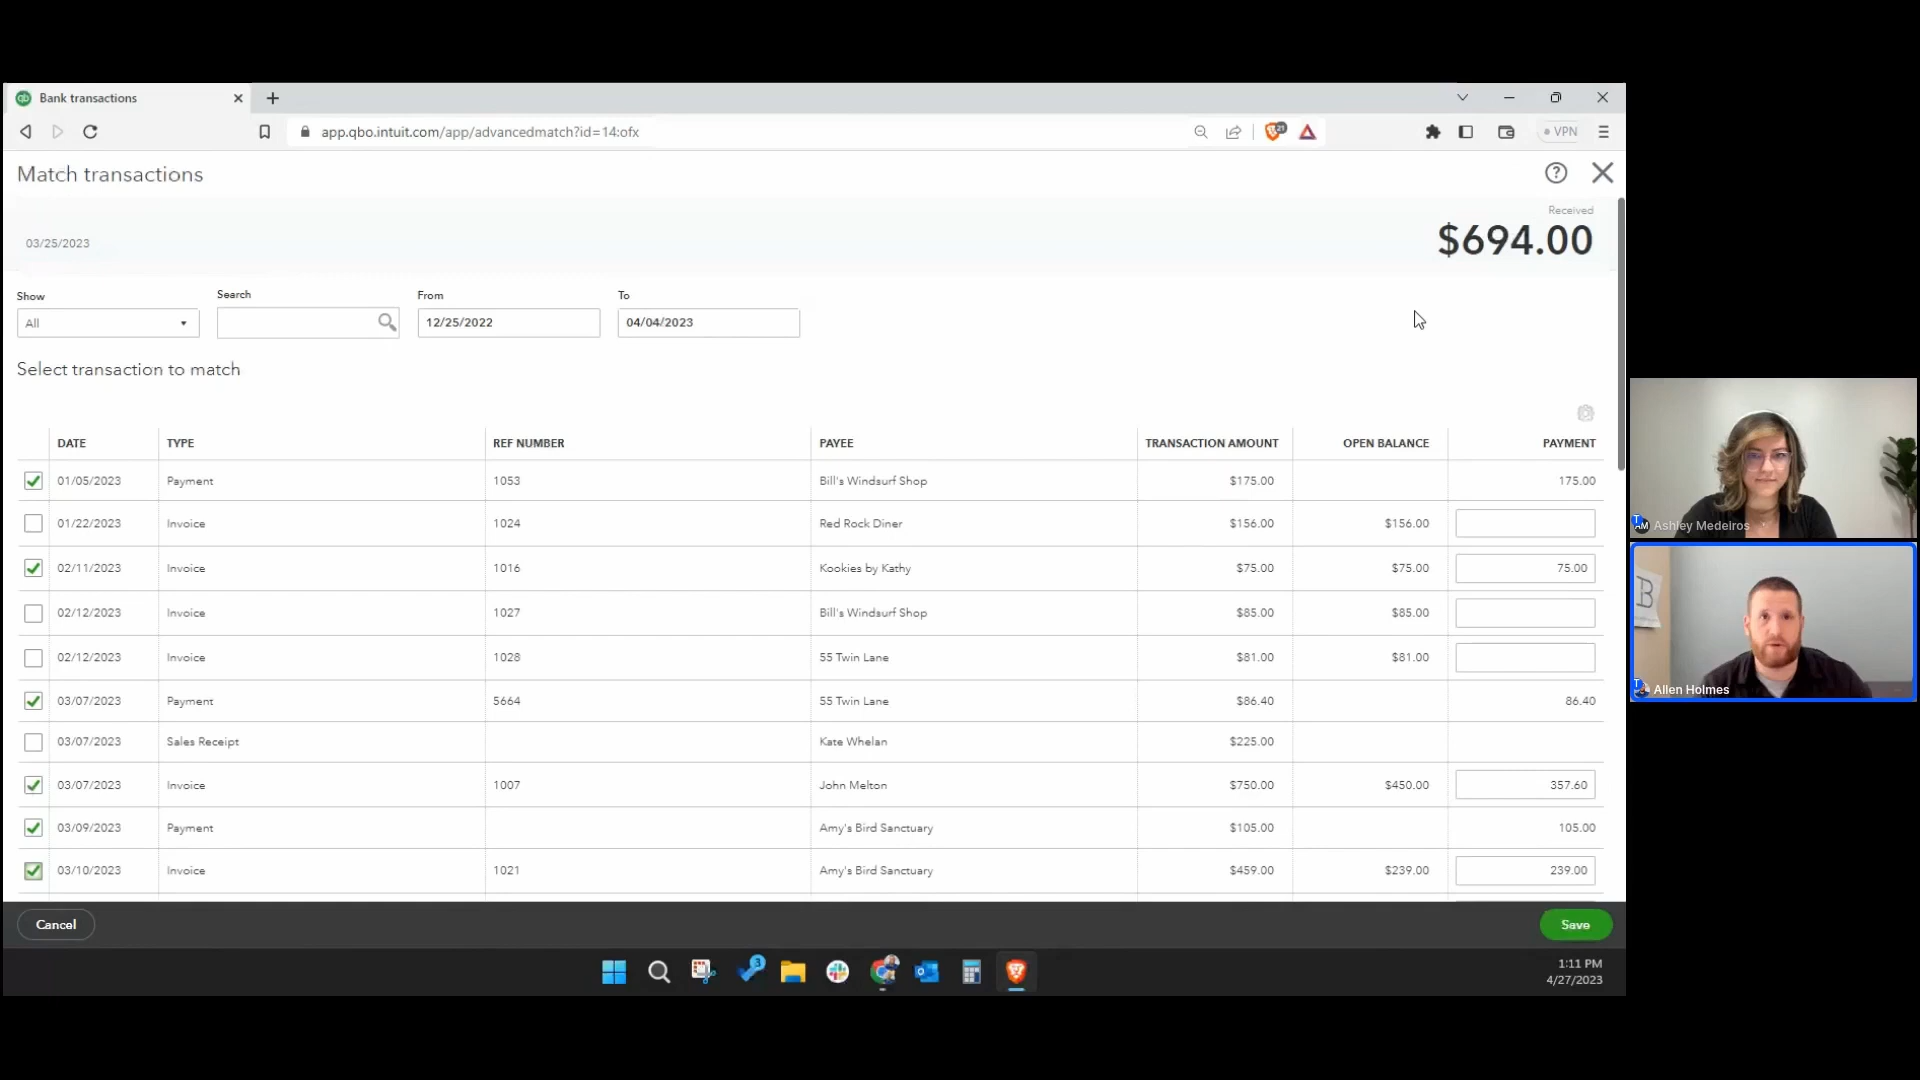 Bank transactions
app.qbo.intuit.com/app/advancedmatch?id=14:ofx
21
VPN
Match transactions
Received
03/25/2023
$694.00
Show
Search
From
To
All
12/25/2022
04/04/2023
Select transaction to match
DATE TYPE REF NUMBER PAYEE TRANSACTION AMOUNT OPEN BALANCE PAYMENT
01/05/2023 Payment 1053 Bill's Windsurf Shop $175.00 175.00
01/22/2023 Invoice 1024 Red Rock Diner $156.00 $156.00
02/11/2023 Invoice 1016 Kookies by Kathy $75.00 $75.00 75.00
02/12/2023 Invoice 1027 Bill's Windsurf Shop $85.00 $85.00
02/12/2023 Invoice 1028 55 Twin Lane $81.00 $81.00
03/07/2023 Payment 5664 55 Twin Lane $86.40 86.40
03/07/2023 Sales Receipt Kate Whelan $225.00
03/07/2023 Invoice 1007 John Melton $750.00 $450.00 357.60
03/09/2023 Payment Amy's Bird Sanctuary $105.00 105.00
03/10/2023 Invoice 1021 Amy's Bird Sanctuary $459.00 $239.00 239.00
Cancel
Save
3
1:11 PM
4/27/2023
AM Ashley Medeiros
B
Allen Holmes